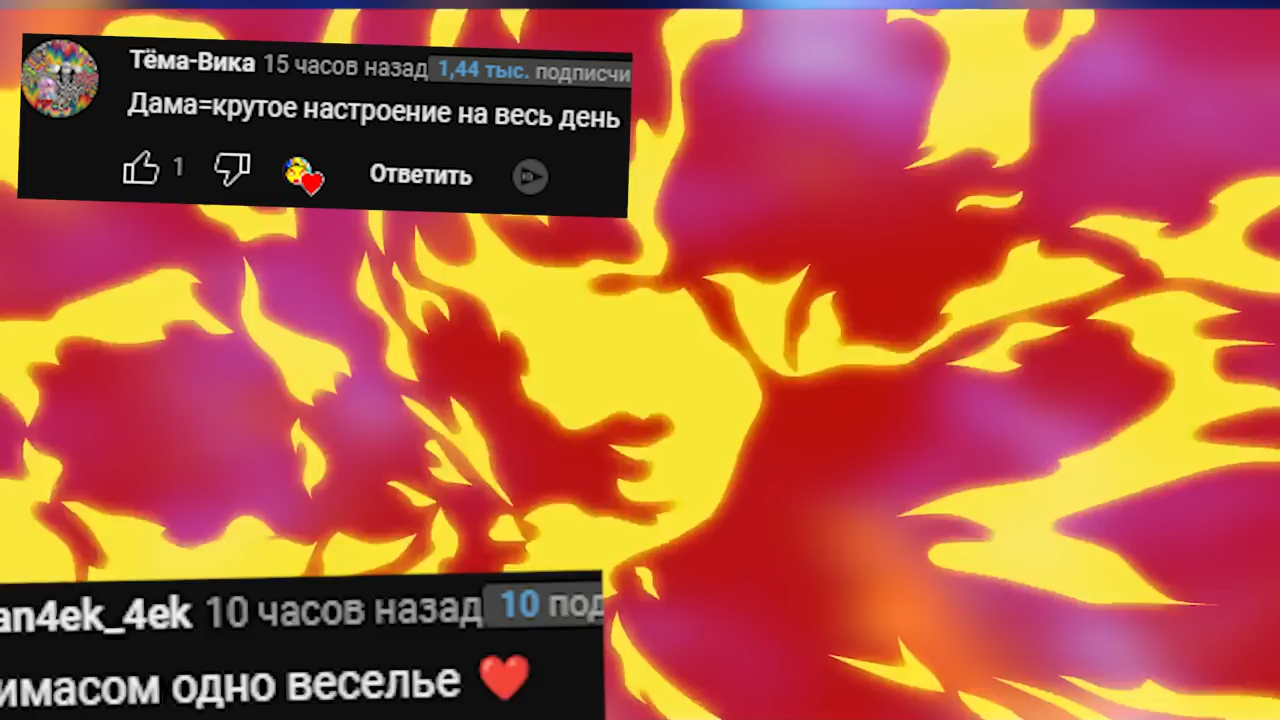 Тёма-Вика 15 часов назад 1,44 тыс. подписчи
Дама=крутое настроение на весь день
1 Ответить
an4ek_4ek 10 часов назад 10 под
имасом одно веселье ❤️